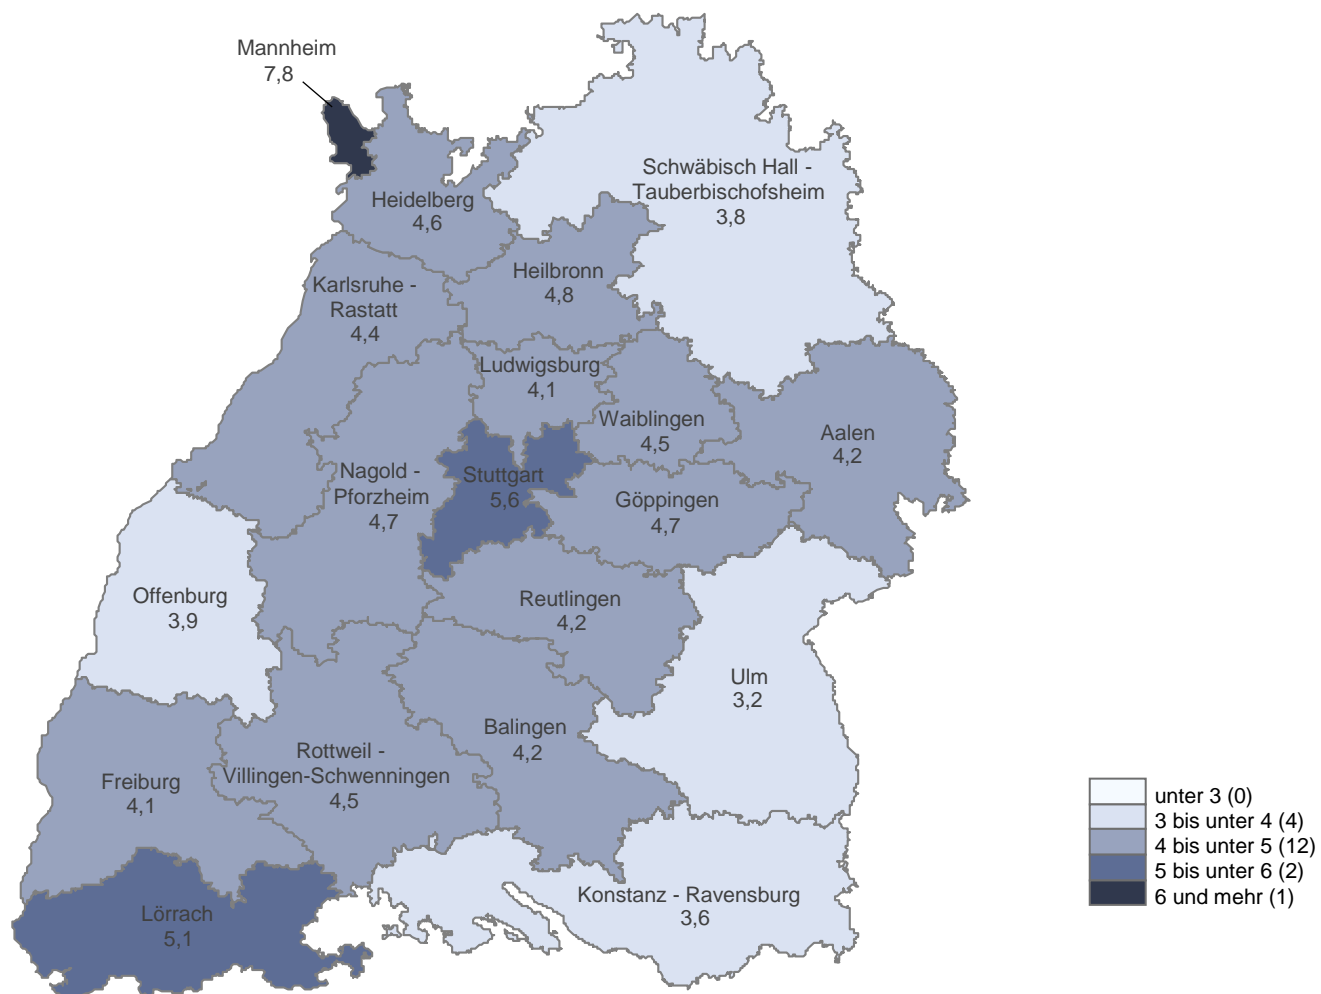 Mannheim
7,8
Schwäbisch Hall -
Tauberbischofsheim
3,8
Heidelberg
4,6
Heilbronn
4,8
Karlsruhe -
Rastatt
4,4
Ludwigsburg
4,1
Waiblingen
4,5
Aalen
4,2
Nagold -
Pforzheim
4,7
Stuttgart
5,6
Göppingen
4,7
Offenburg
3,9
Reutlingen
4,2
Ulm
3,2
Balingen
4,2
Rottweil -
Villingen-Schwenningen
4,5
Freiburg
4,1
Konstanz - Ravensburg
3,6
Lörrach
5,1
unter 3 (0)
3 bis unter 4 (4)
4 bis unter 5 (12)
5 bis unter 6 (2)
6 und mehr (1)